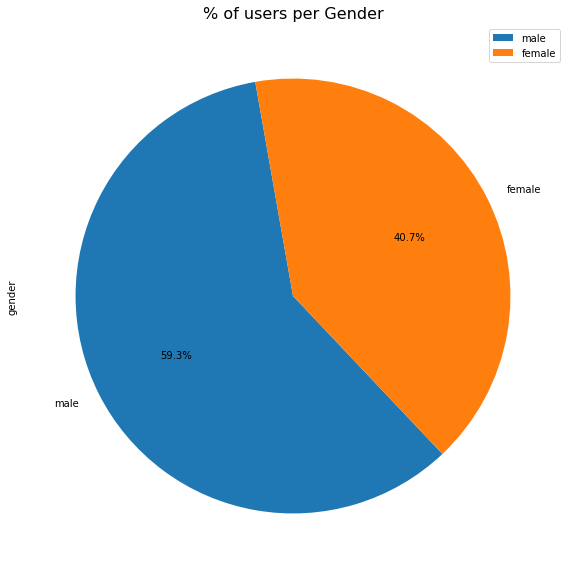 % of users per Gender
male
female
female
40.7%
gender
59.3%
male